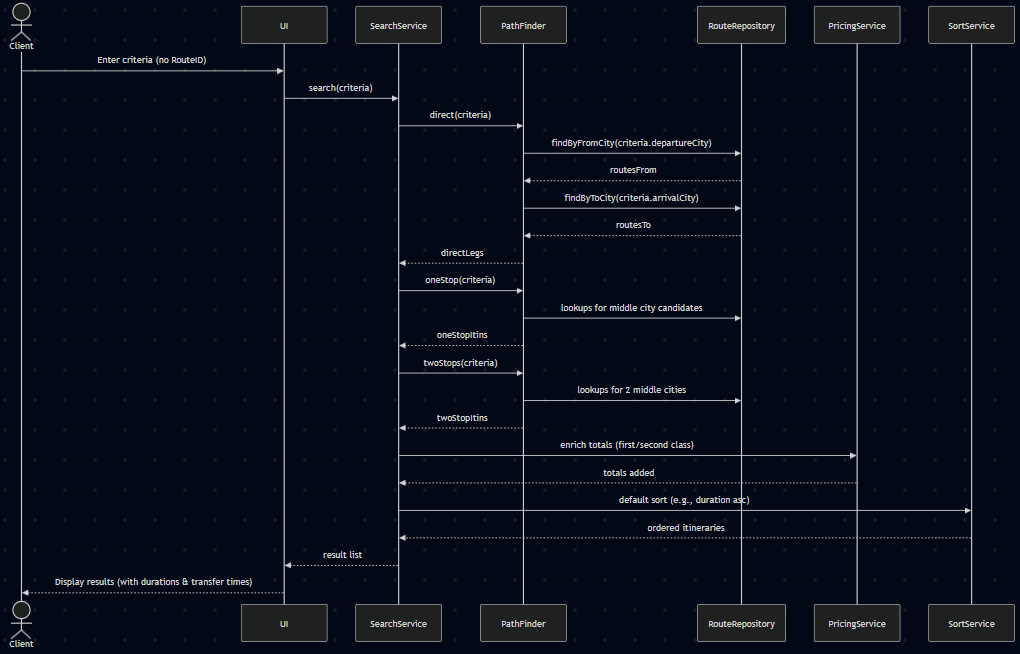 Client
UI
SearchService
PathFinder
RouteRepository
PricingService
SortService
Enter criteria (no RouteID)
search(criteria)
direct(criteria)
findByFromCity(criteria.departureCity)
routesFrom
findByToCity(criteria.arrivalCity)
routesTo
directLegs
oneStop(criteria)
lookups for middle city candidates
oneStopItins
twoStops(criteria)
lookups for 2 middle cities
twoStopItins
enrich totals (first/second class)
totals added
default sort (e.g., duration asc)
ordered itineraries
result list
Display results (with durations & transfer times)
Client
UI
SearchService
PathFinder
RouteRepository
PricingService
SortService